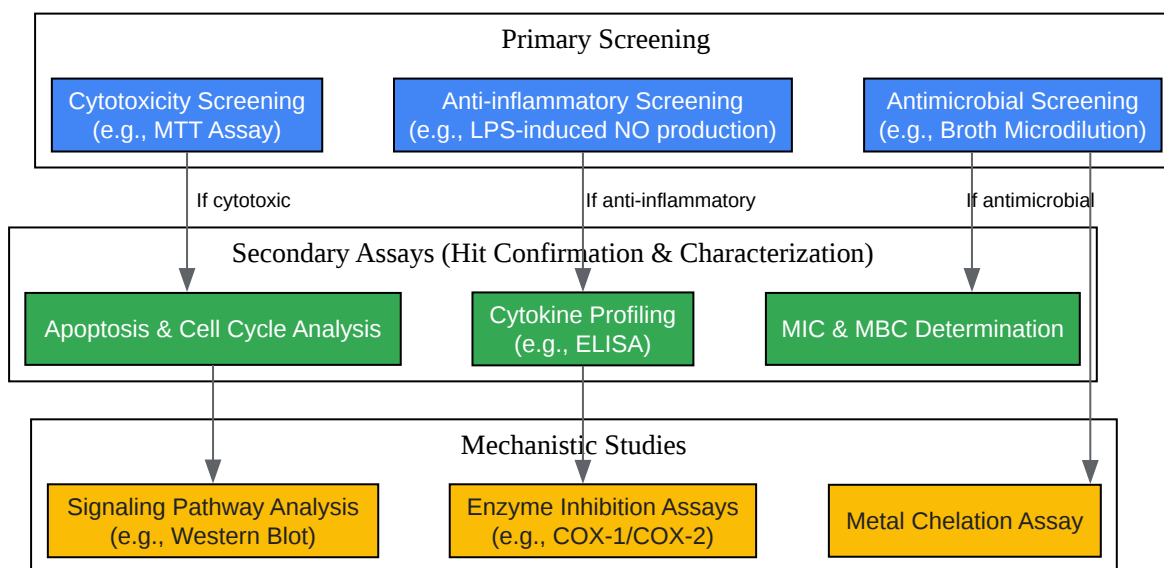 Primary Screening
Cytotoxicity Screening
(e.g., MTT Assay)
Anti-inflammatory Screening
(e.g., LPS-induced NO production)
Antimicrobial Screening
(e.g., Broth Microdilution)
If cytotoxic
If anti-inflammatory
If antimicrobial
Secondary Assays (Hit Confirmation & Characterization)
Apoptosis & Cell Cycle Analysis
Cytokine Profiling
(e.g., ELISA)
MIC & MBC Determination
Mechanistic Studies
Signaling Pathway Analysis
(e.g., Western Blot)
Enzyme Inhibition Assays
(e.g., COX-1/COX-2)
Metal Chelation Assay